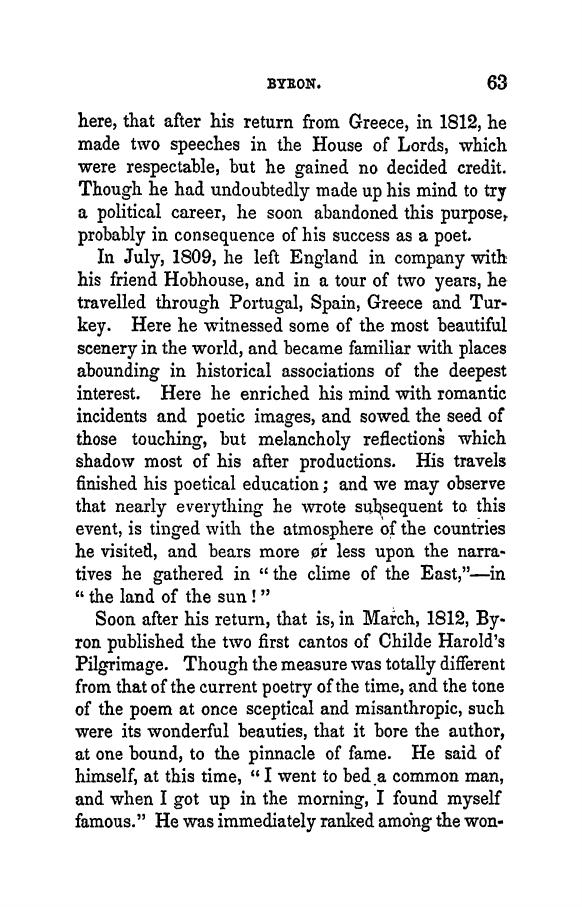 BYRON. 63
here, that after his return from Greece, in 1812, he
made two speeches in the House of Lords, which
were respectable, but he gained no decided credit.
Though he had undoubtedly made up his mind to try
a political career, he soon abandoned this purpose,
probably in consequence of his success as a poet.
In July, 1809, he left England in company with
his friend Hobhouse, and in a tour of two years, he
travelled through Portugal, Spain, Greece and Tur-
key. Here he witnessed some of the most beautiful
scenery in the world, and became familiar with places
abounding in historical associations of the deepest
interest. Here he enriched his mind with romantic
incidents and poetic images, and sowed the seed of
those touching, but melancholy reflections which
shadow most of his after productions. His travels
finished his poetical education; and we may observe
that nearly everything he wrote subsequent to this
event, is tinged with the atmosphere of the countries
he visited, and bears more or less upon the narra-
tives he gathered in "the clime of the East,"—in
"the land of the sun!"
Soon after his return, that is, in March, 1812, By-
ron published the two first cantos of Childe Harold's
Pilgrimage. Though the measure was totally different
from that of the current poetry of the time, and the tone
of the poem at once sceptical and misanthropic, such
were its wonderful beauties, that it bore the author,
at one bound, to the pinnacle of fame. He said of
himself, at this time, "I went to bed a common man,
and when I got up in the morning, I found myself
famous." He was immediately ranked among the won-